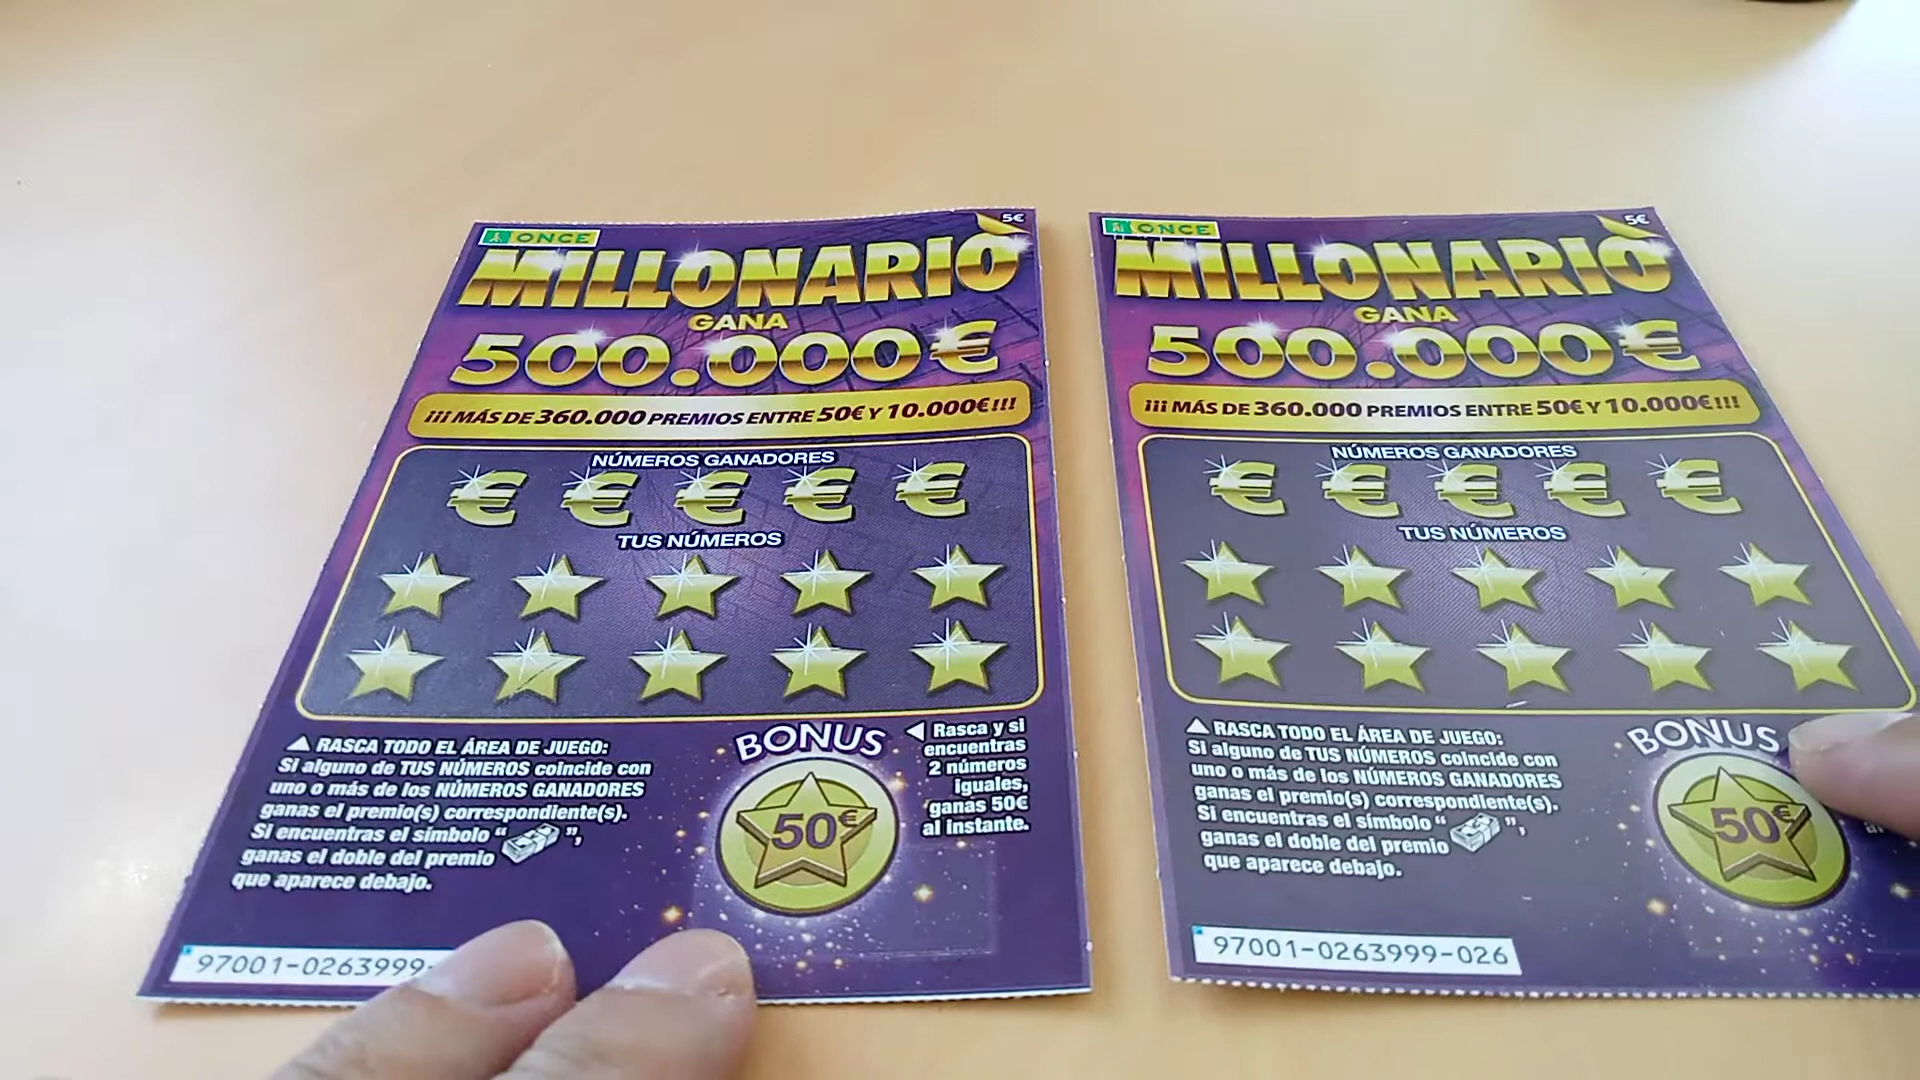 5€
ONCE
MILLONARIO
GANA
500.000€
¡¡¡ MÁS DE 360.000 PREMIOS ENTRE 50€ Y 10.000€ !!!
NÚMEROS GANADORES
€ € € € €
TUS NÚMEROS
▲ RASCA TODO EL ÁREA DE JUEGO:
Si alguno de TUS NÚMEROS coincide con
uno o más de los NÚMEROS GANADORES
ganas el premio(s) correspondiente(s).
Si encuentras el símbolo “ ”,
ganas el doble del premio
que aparece debajo.
BONUS
50€
◀ Rasca y si
encuentras
2 números
iguales,
ganas 50€
al instante.
97001-0263999-
5€
ONCE
MILLONARIO
GANA
500.000€
¡¡¡ MÁS DE 360.000 PREMIOS ENTRE 50€ Y 10.000€ !!!
NÚMEROS GANADORES
€ € € € €
TUS NÚMEROS
▲ RASCA TODO EL ÁREA DE JUEGO:
Si alguno de TUS NÚMEROS coincide con
uno o más de los NÚMEROS GANADORES
ganas el premio(s) correspondiente(s).
Si encuentras el símbolo “ ”,
ganas el doble del premio
que aparece debajo.
BONUS
50€
97001-0263999-026